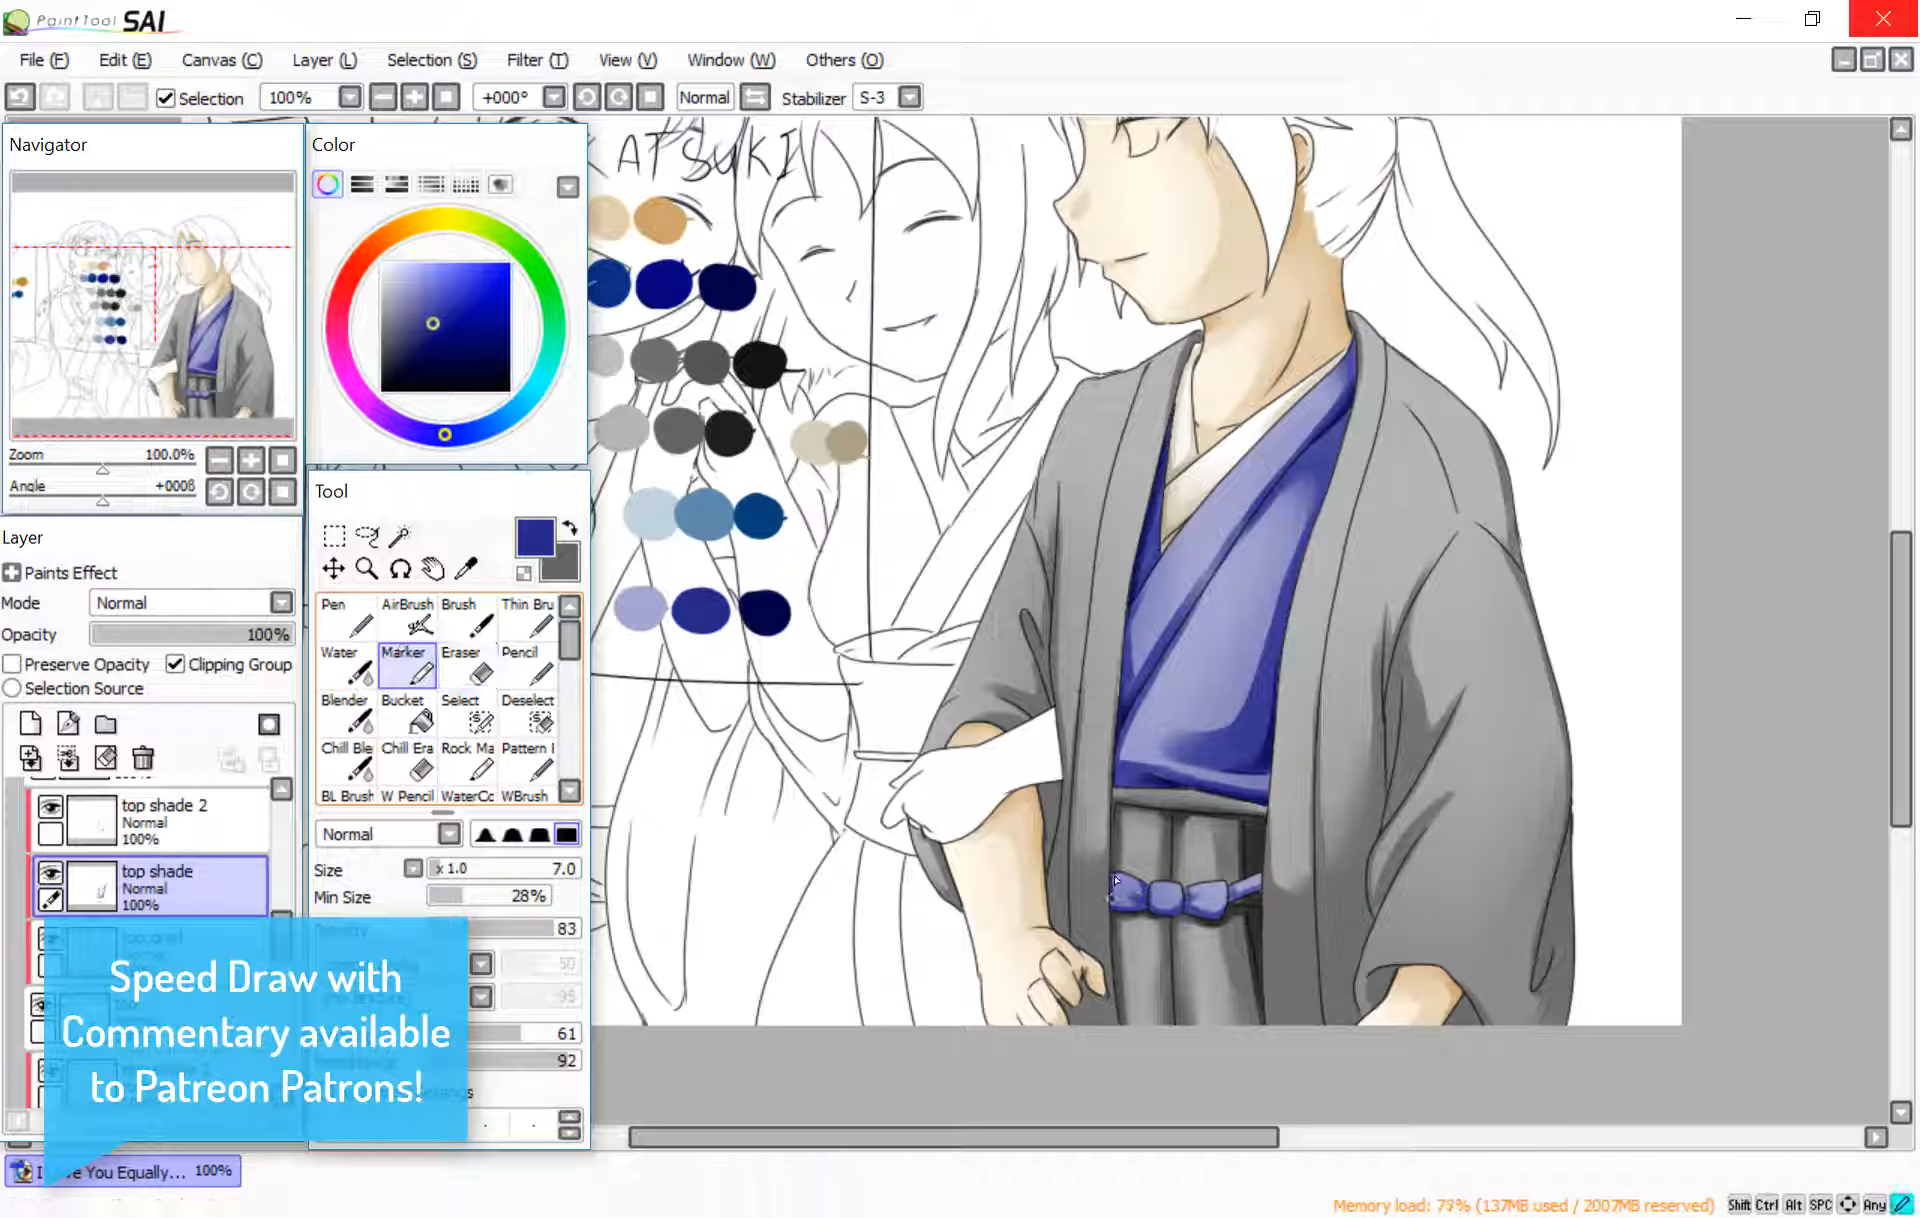 PaintTool SAI
File (F) Edit (E) Canvas (C) Layer (L) Selection (S) Filter (T) View (V) Window (W) Others (O)
Selection 100% +000° Normal Stabilizer S-3
Navigator
Zoom 100.0%
Angle
Layer
Paints Effect
Mode Normal
Opacity 100%
Preserve Opacity Clipping Group
Selection Source
top shade 2
Normal
100%
top shade
Normal
100%
Color
Tool
Pen AirBrush Brush Thin Bru
Water Marker Eraser Pencil
Blender Bucket Select Deselect
Chill Ble Chill Era Rock Ma Pattern
BL Brush W Pencil WaterCc WBrush
Normal
Size x 1.0 7.0
Min Size 28%
83
50
95
61
92
ATSUKI
Speed Draw with
Commentary available
to Patreon Patrons!
You Equally... 100%
Memory load: 79% (137MB used / 2007MB reserved) Shift Ctrl Alt SPC Any